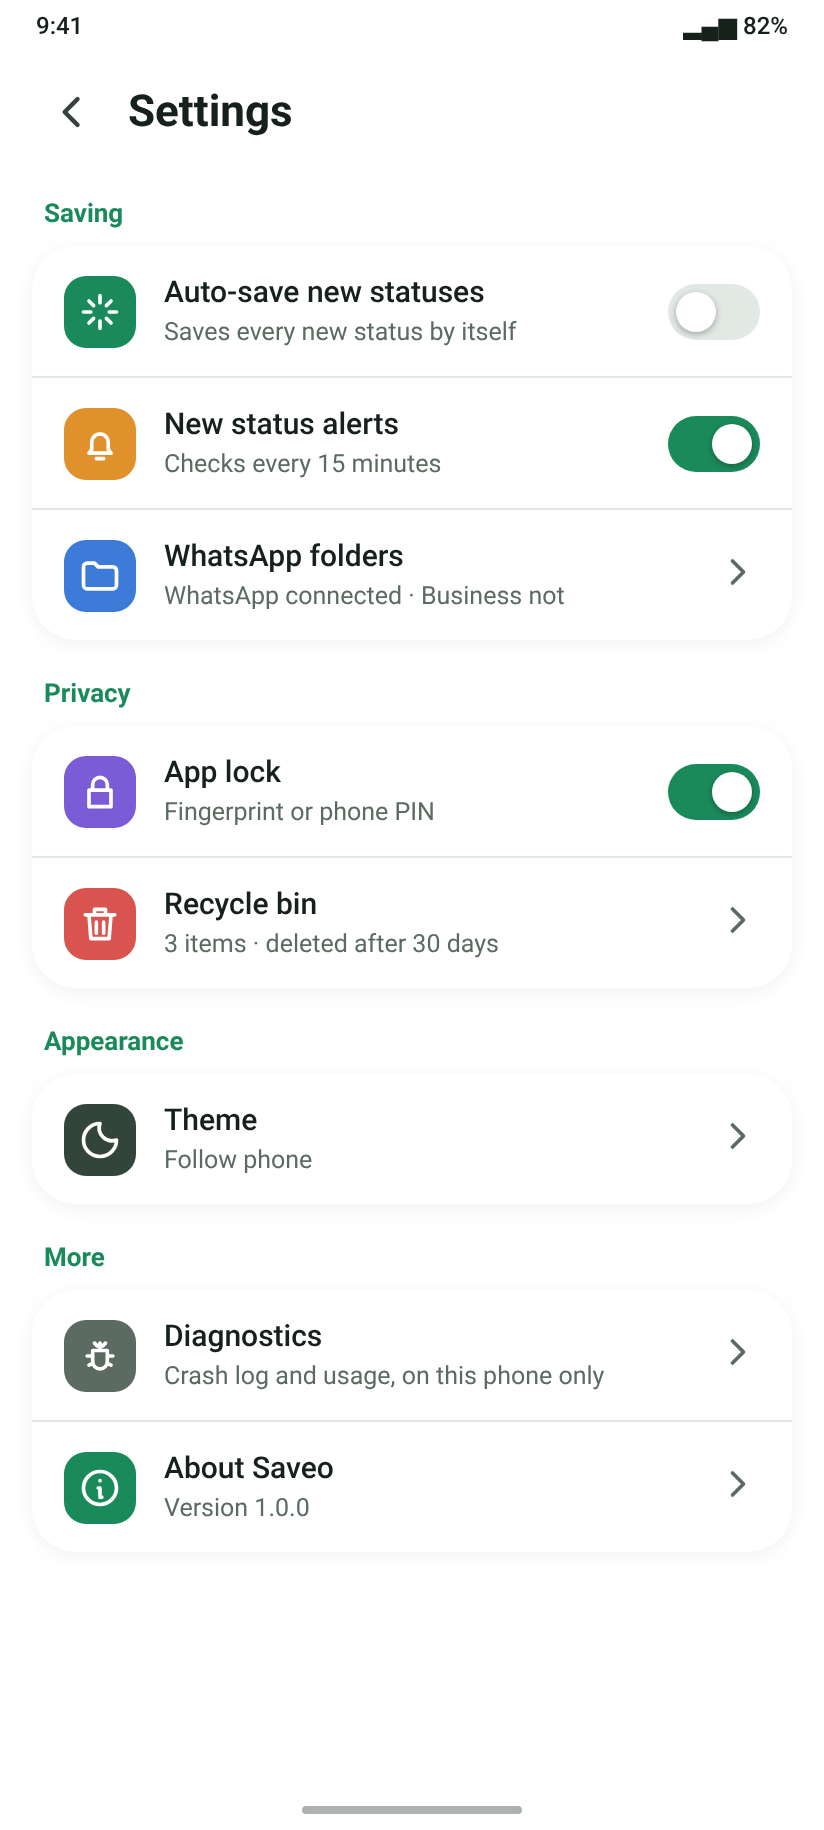 9:41
82%
Settings
Saving
Auto-save new statuses
Saves every new status by itself
New status alerts
Checks every 15 minutes
WhatsApp folders
WhatsApp connected · Business not
Privacy
App lock
Fingerprint or phone PIN
Recycle bin
3 items · deleted after 30 days
Appearance
Theme
Follow phone
More
Diagnostics
Crash log and usage, on this phone only
About Saveo
Version 1.0.0